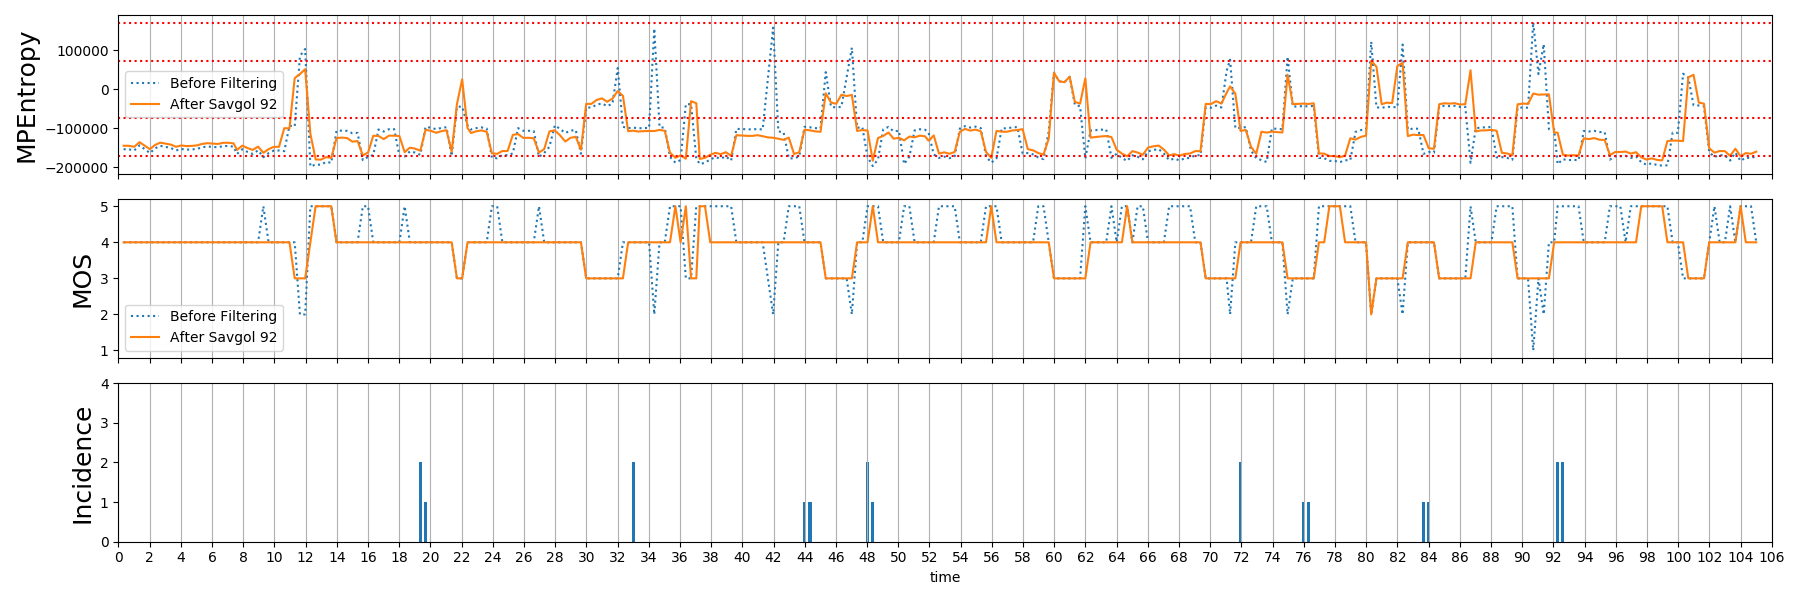 MPEntropy
100000
0
−100000
−200000
Before Filtering
After Savgol 92
MOS
5
4
3
2
1
Before Filtering
After Savgol 92
Incidence
4
3
2
1
0
0 2 4 6 8 10 12 14 16 18 20 22 24 26 28 30 32 34 36 38 40 42 44 46 48 50 52 54 56 58 60 62 64 66 68 70 72 74 76 78 80 82 84 86 88 90 92 94 96 98 100 102 104 106
time